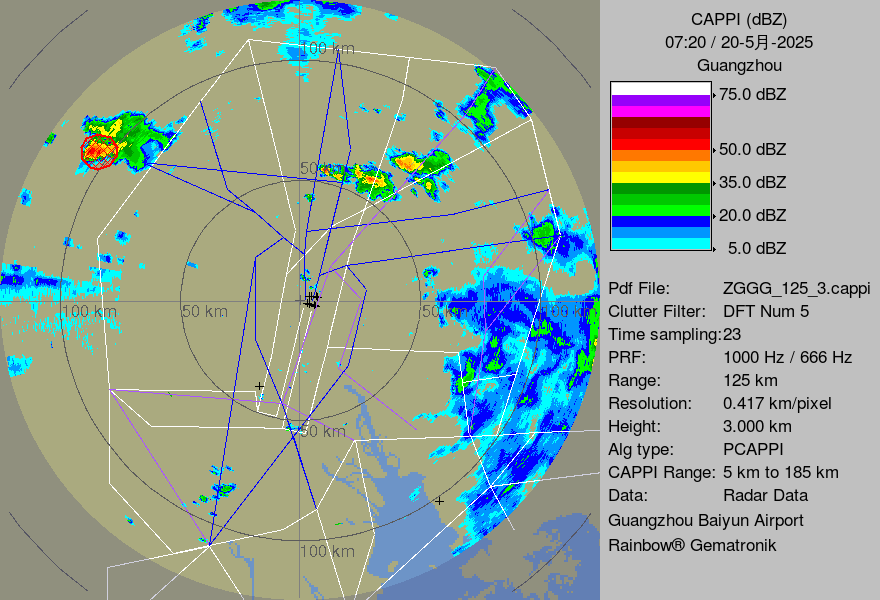 CAPPI (dBZ)
07:20 / 20-5月-2025
Guangzhou
75.0 dBZ
50.0 dBZ
35.0 dBZ
20.0 dBZ
5.0 dBZ
Pdf File: ZGGG_125_3.cappi
Clutter Filter: DFT Num 5
Time sampling:23
PRF: 1000 Hz / 666 Hz
Range: 125 km
Resolution: 0.417 km/pixel
Height: 3.000 km
Alg type: PCAPPI
CAPPI Range: 5 km to 185 km
Data: Radar Data
Guangzhou Baiyun Airport
Rainbow® Gematronik
100 km
50 km
100 km
50 km
50 km
100 km
50 km
100 km